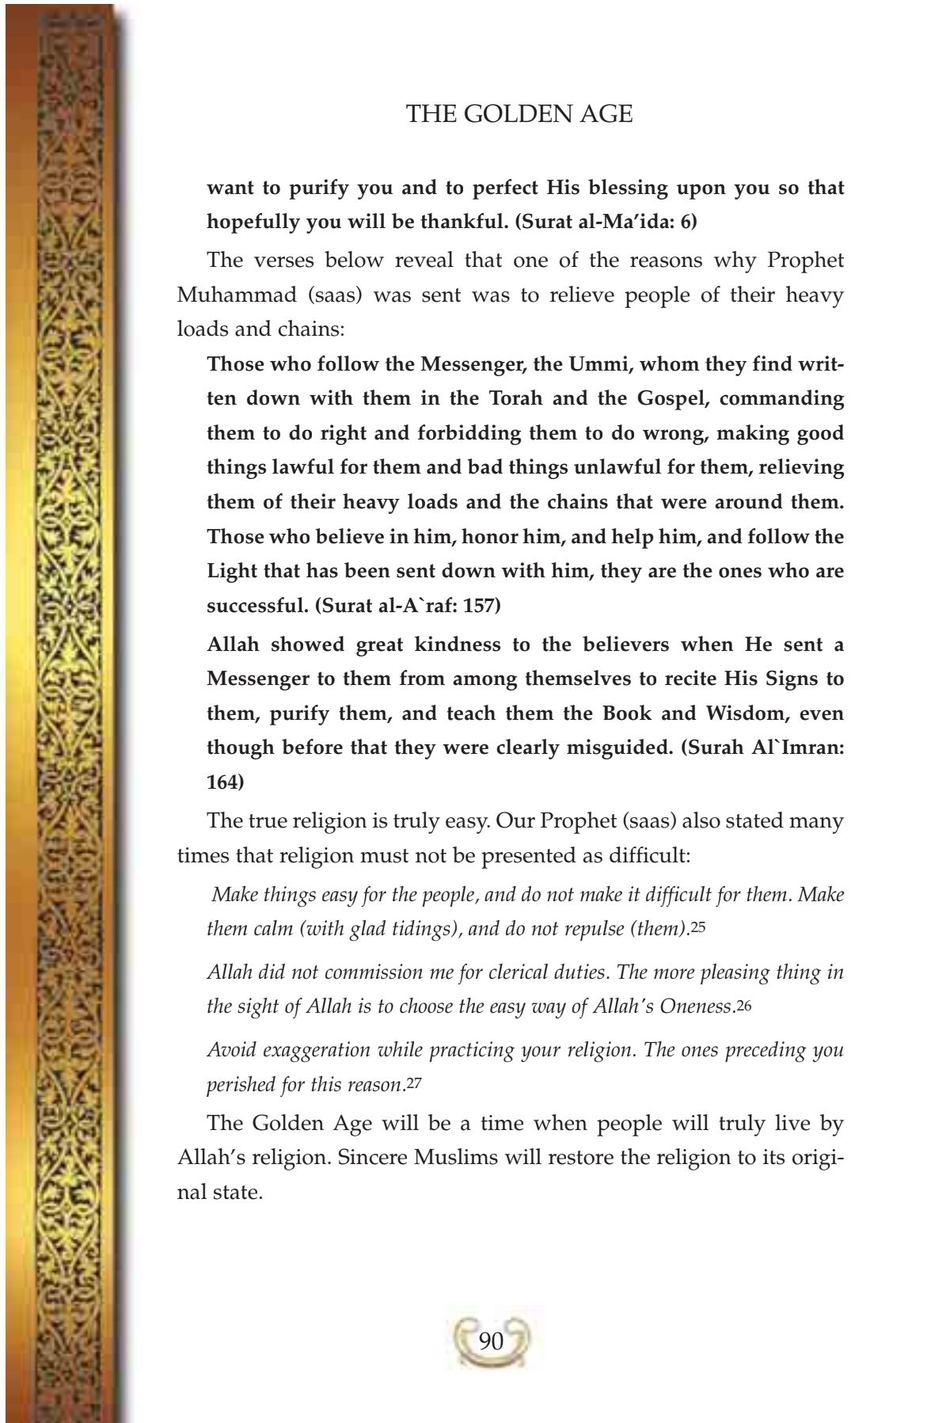 THE GOLDEN AGE
want to purify you and to perfect His blessing upon you so that
hopefully you will be thankful. (Surat al-Ma’ida: 6)
The verses below reveal that one of the reasons why Prophet
Muhammad (saas) was sent was to relieve people of their heavy
loads and chains:
Those who follow the Messenger, the Ummi, whom they find writ-
ten down with them in the Torah and the Gospel, commanding
them to do right and forbidding them to do wrong, making good
things lawful for them and bad things unlawful for them, relieving
them of their heavy loads and the chains that were around them.
Those who believe in him, honor him, and help him, and follow the
Light that has been sent down with him, they are the ones who are
successful. (Surat al-A`raf: 157)
Allah showed great kindness to the believers when He sent a
Messenger to them from among themselves to recite His Signs to
them, purify them, and teach them the Book and Wisdom, even
though before that they were clearly misguided. (Surah Al`Imran:
164)
The true religion is truly easy. Our Prophet (saas) also stated many
times that religion must not be presented as difficult:
Make things easy for the people, and do not make it difficult for them. Make
them calm (with glad tidings), and do not repulse (them).25
Allah did not commission me for clerical duties. The more pleasing thing in
the sight of Allah is to choose the easy way of Allah's Oneness.26
Avoid exaggeration while practicing your religion. The ones preceding you
perished for this reason.27
The Golden Age will be a time when people will truly live by
Allah’s religion. Sincere Muslims will restore the religion to its origi-
nal state.
90